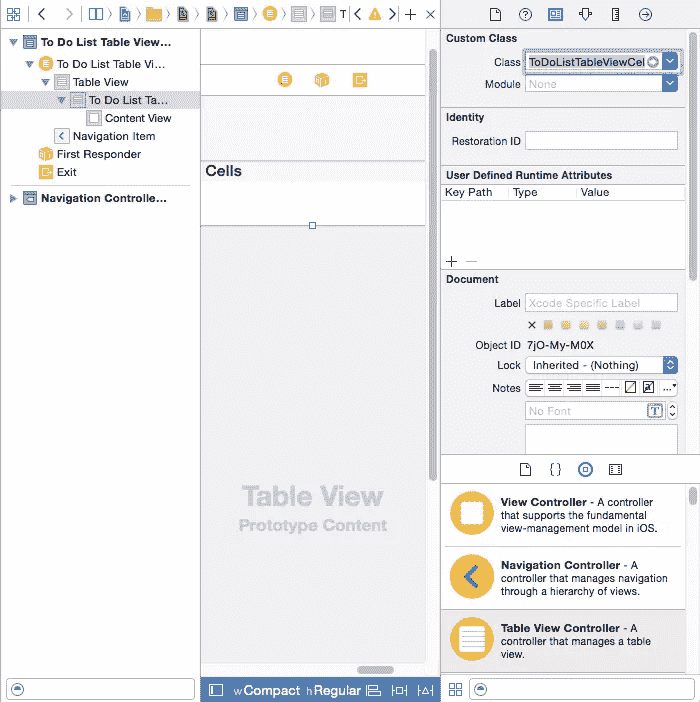 T
To Do List Table View...
To Do List Table Vi...
Table View
To Do List Ta...
Content View
Navigation Item
First Responder
Exit
Navigation Controlle...
Cells
Table View
Prototype Content
w Compact h Regular
Custom Class
Class ToDoListTableViewCel
Module None
Identity
Restoration ID
User Defined Runtime Attributes
Key Path Type Value
Document
Label Xcode Specific Label
Object ID 7jO-My-M0X
Lock Inherited - (Nothing)
Notes
No Font T
View Controller - A controller
that supports the fundamental
view-management model in iOS.
Navigation Controller - A
controller that manages navigation
through a hierarchy of views.
Table View Controller - A
controller that manages a table
view.